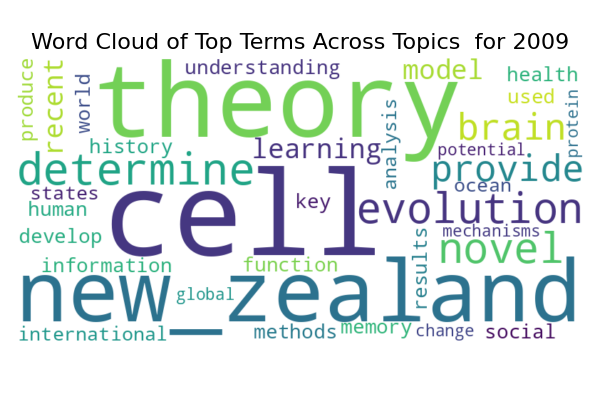 Word Cloud of Top Terms Across Topics  for 2009
produce
recent
world
understanding
theory
model
health
used
protein
brain
history
learning
analysis
potential
determine
provide
ocean
states
cell
key
evolution
human
develop
mechanisms
novel
results
information
function
new_zealand
global
international
methods
memory
change
social